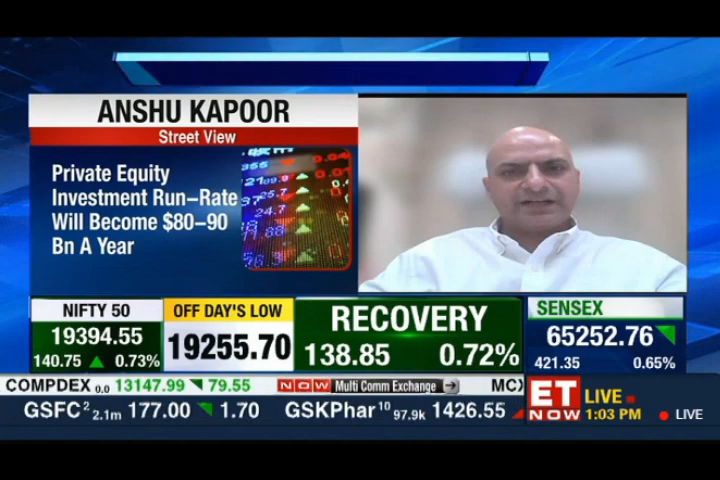 ANSHU KAPOOR
Street View
Private Equity
Investment Run-Rate
Will Become $80-90
Bn A Year
NIFTY 50
19394.55
140.75 ▲ 0.73%
OFF DAY'S LOW
19255.70
RECOVERY
138.85 0.72%
SENSEX
65252.76
421.35 0.65%
COMPDEX 0.0 13147.99 79.55 NOW Multi Comm Exchange MCX
GSFC 2 2.1m 177.00 1.70 GSKPhar 10 97.9k 1426.55
ET
NOW
LIVE
1:03 PM
LIVE